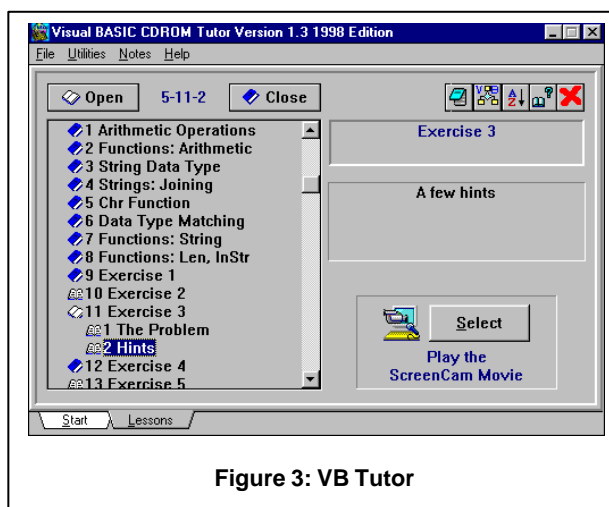 Visual BASIC CDROM Tutor Version 1.3 1998 Edition
File Utilities Notes Help
Open 5-11-2 Close
1 Arithmetic Operations
2 Functions: Arithmetic
3 String Data Type
4 Strings: Joining
5 Chr Function
6 Data Type Matching
7 Functions: String
8 Functions: Len, InStr
9 Exercise 1
10 Exercise 2
11 Exercise 3
1 The Problem
2 Hints
12 Exercise 4
13 Exercise 5
Exercise 3
A few hints
Select
Play the
ScreenCam Movie
Start Lessons
Figure 3: VB Tutor